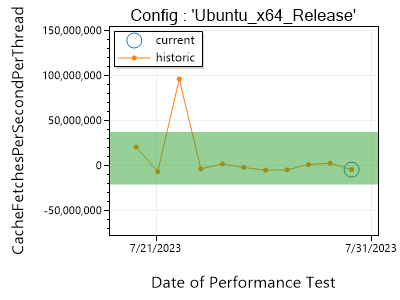 Config : 'Ubuntu_x64_Release'
current
historic
CacheFetchesPerSecondPerThread
150,000,000
100,000,000
50,000,000
0
-50,000,000
7/21/2023
7/31/2023
Date of Performance Test